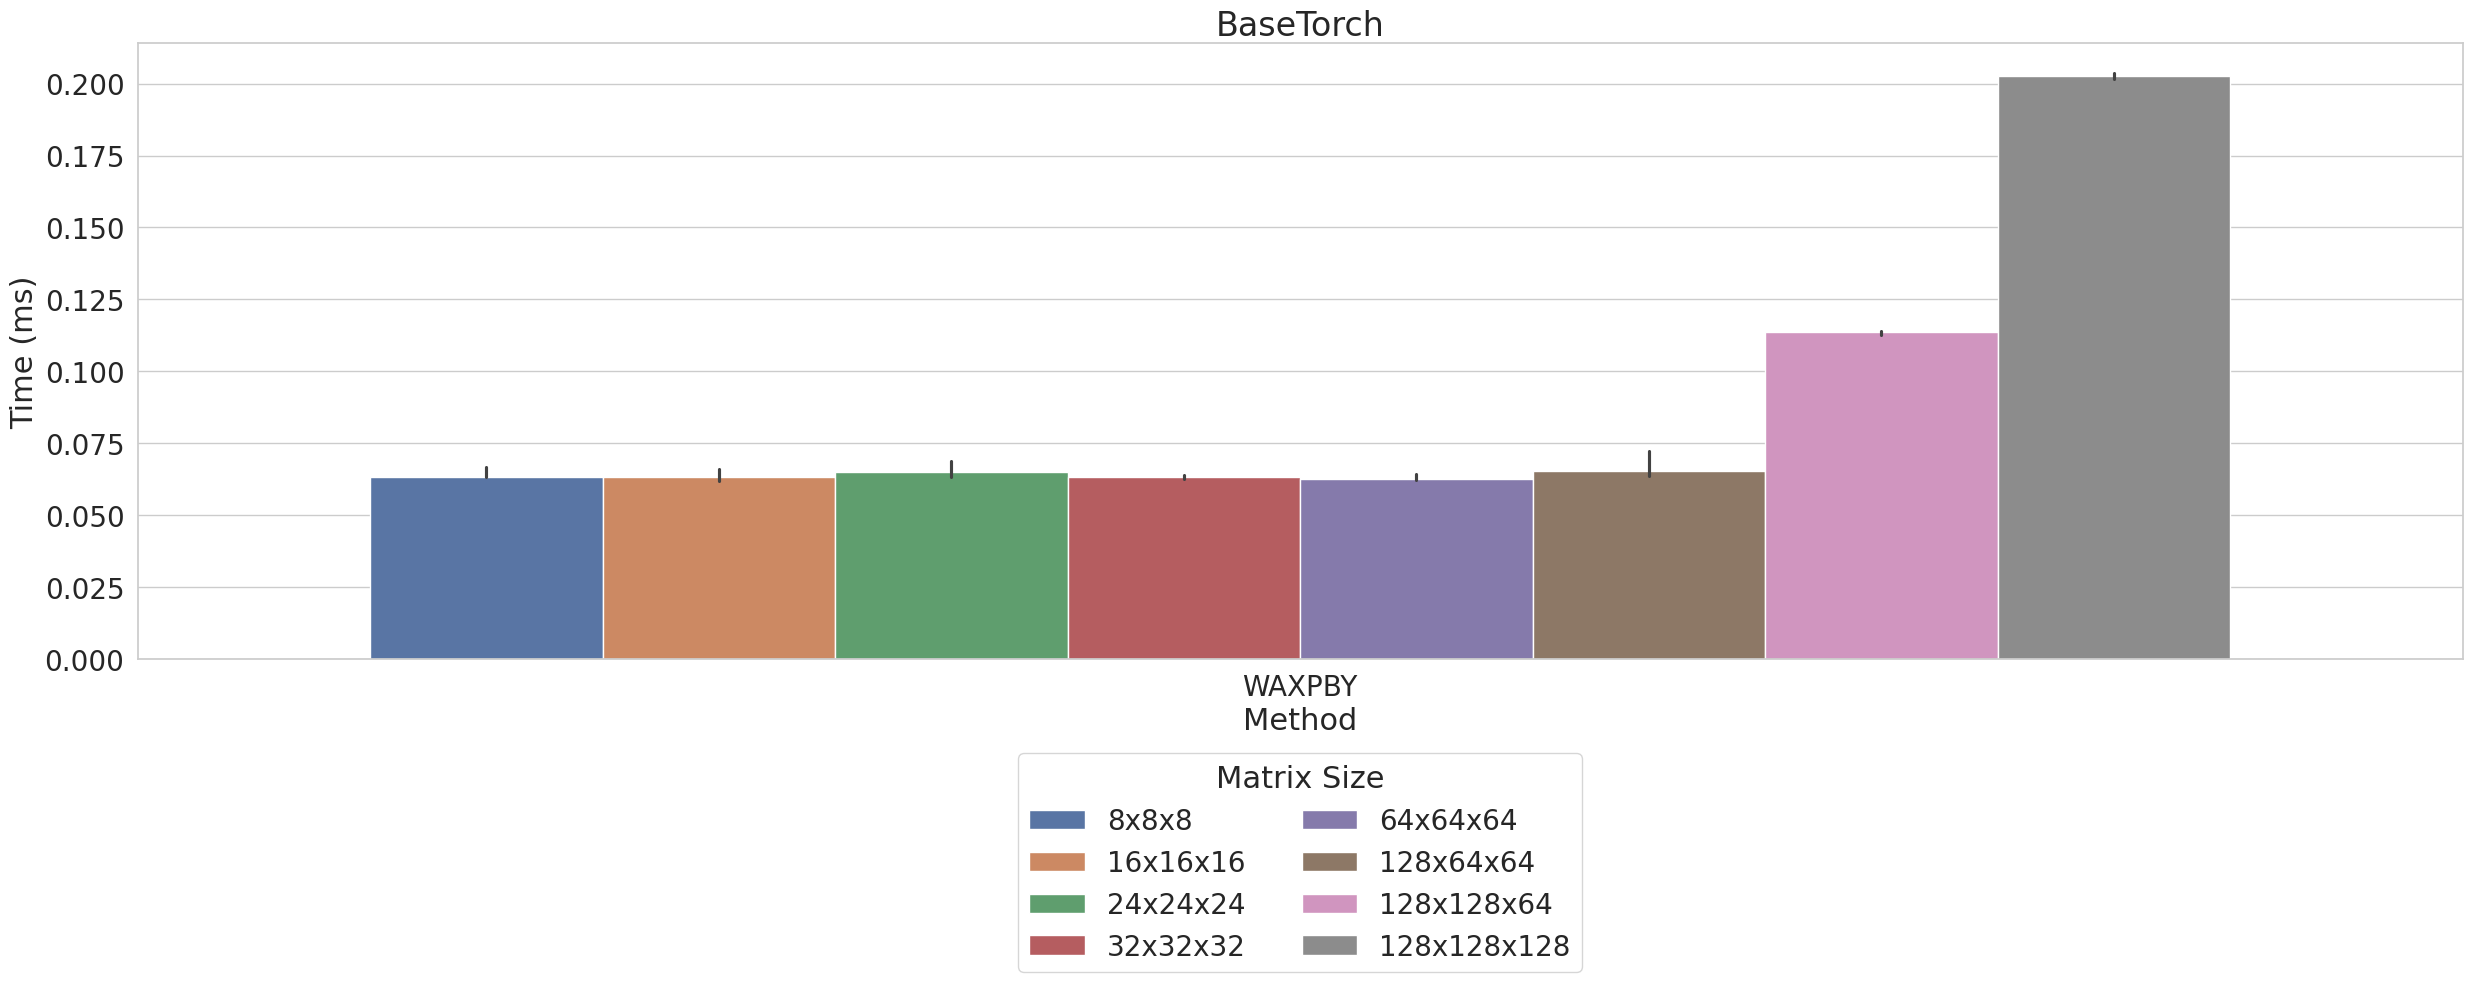 BaseTorch
Time (ms)
0.200
0.175
0.150
0.125
0.100
0.075
0.050
0.025
0.000
WAXPBY
Method
Matrix Size
8x8x8
16x16x16
24x24x24
32x32x32
64x64x64
128x64x64
128x128x64
128x128x128